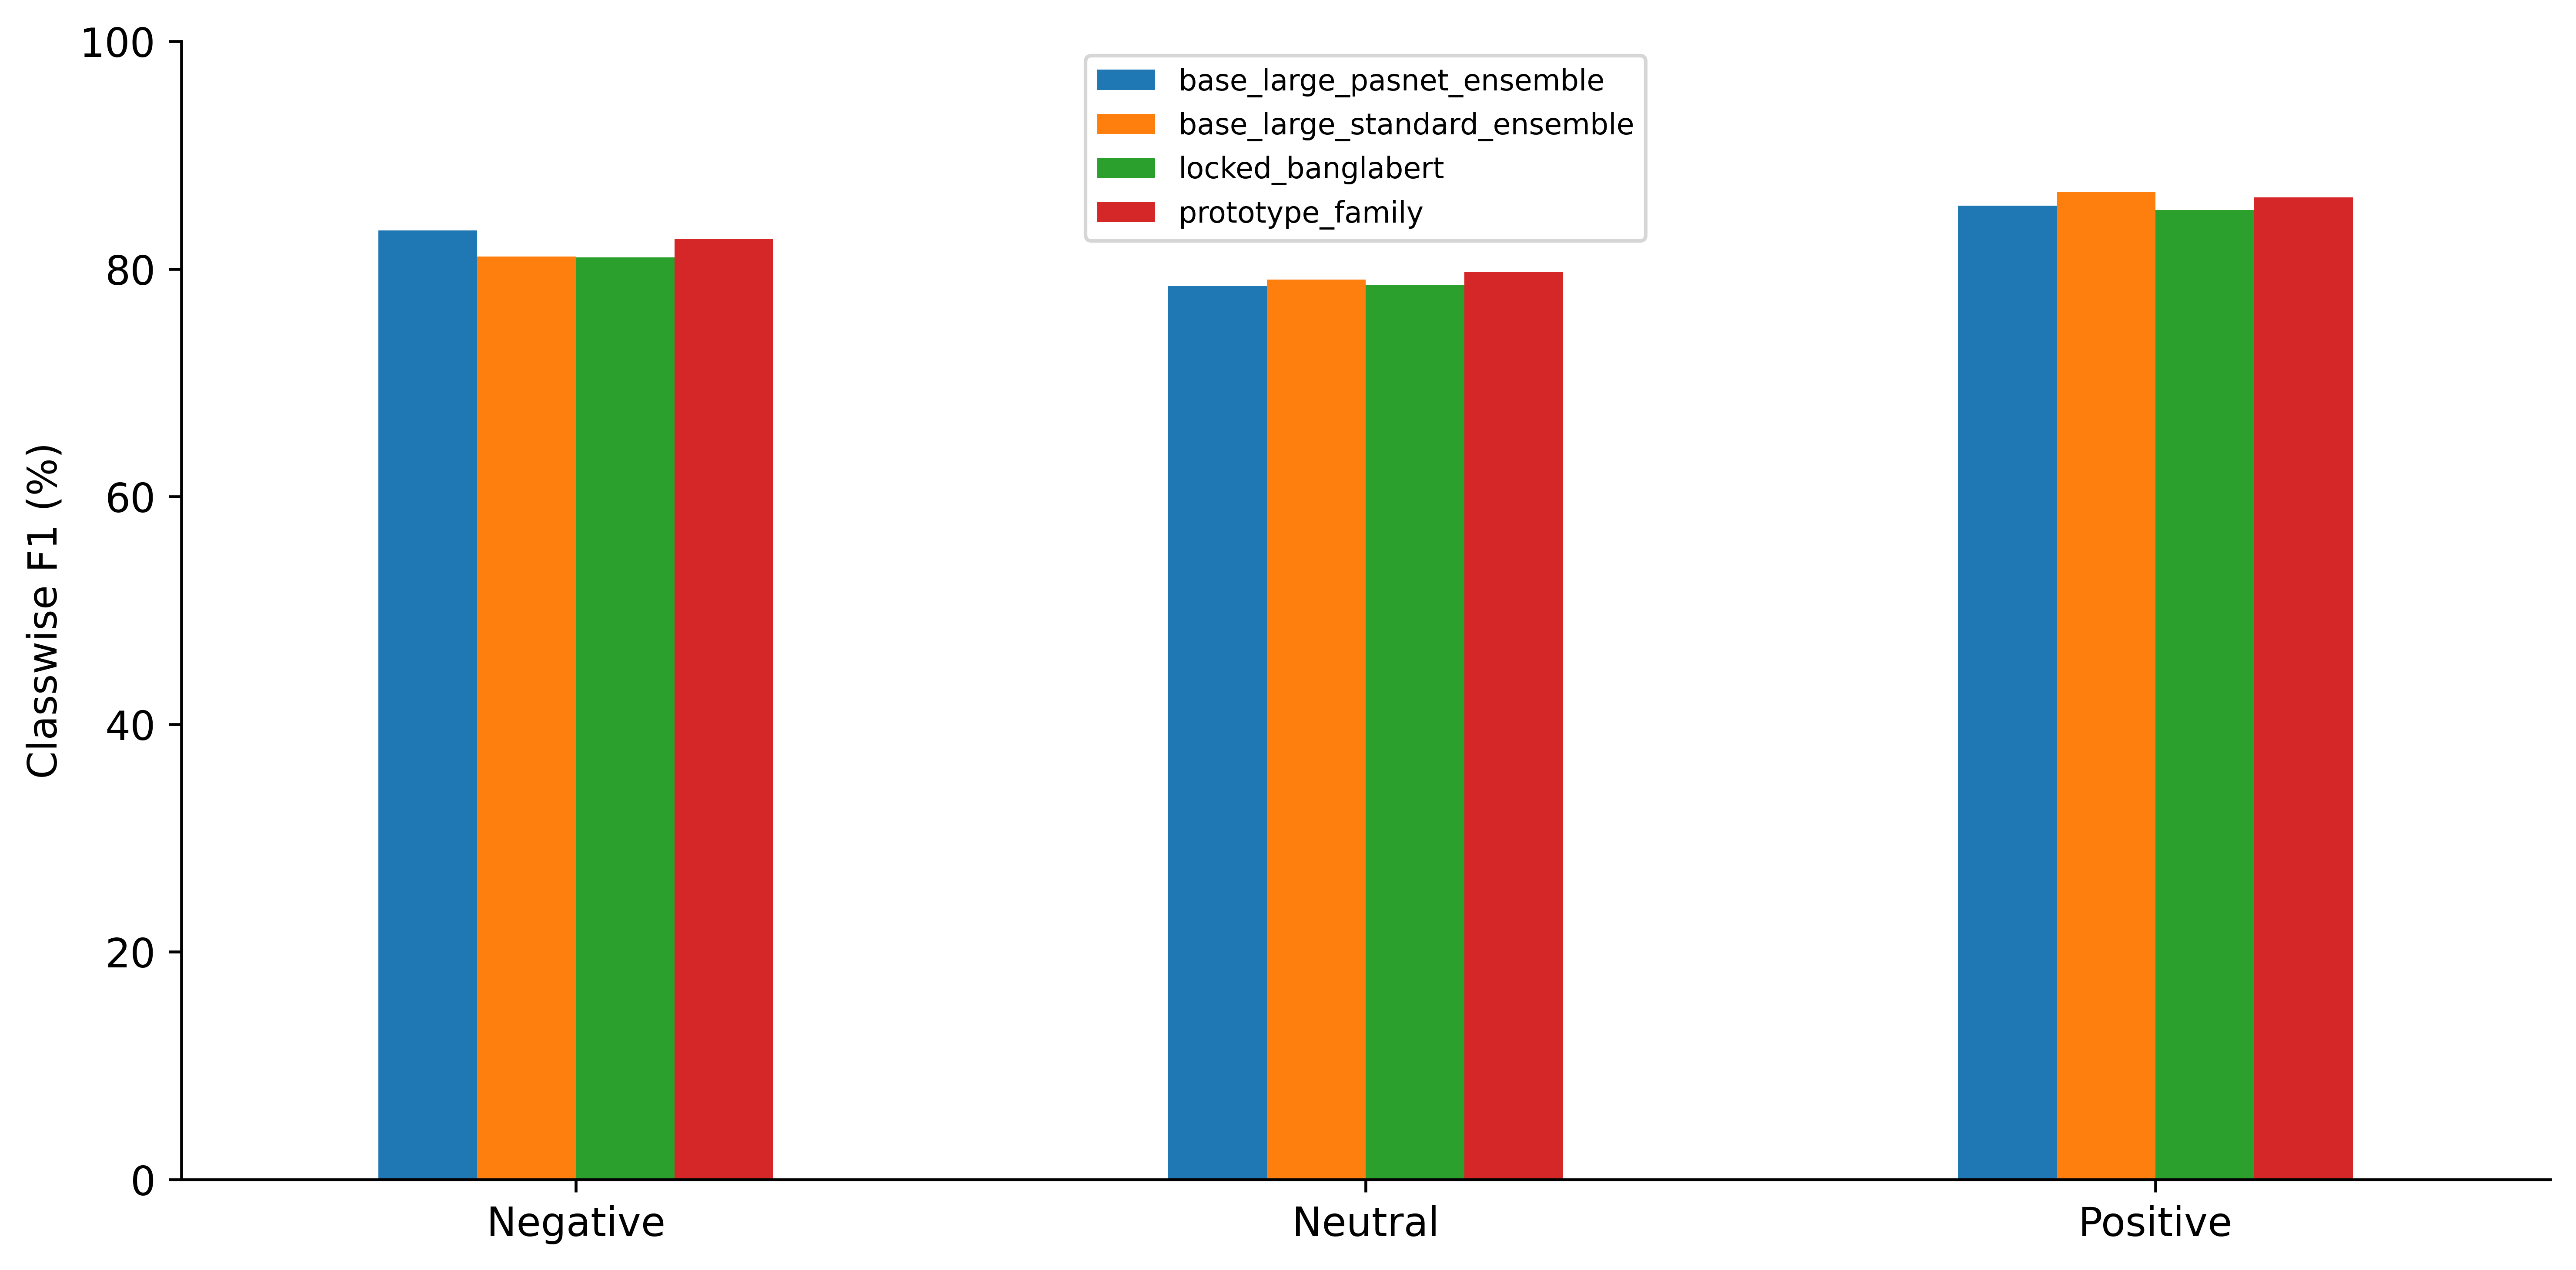 100
80
60
40
20
0
Classwise F1 (%)
base_large_pasnet_ensemble
base_large_standard_ensemble
locked_banglabert
prototype_family
Negative
Neutral
Positive